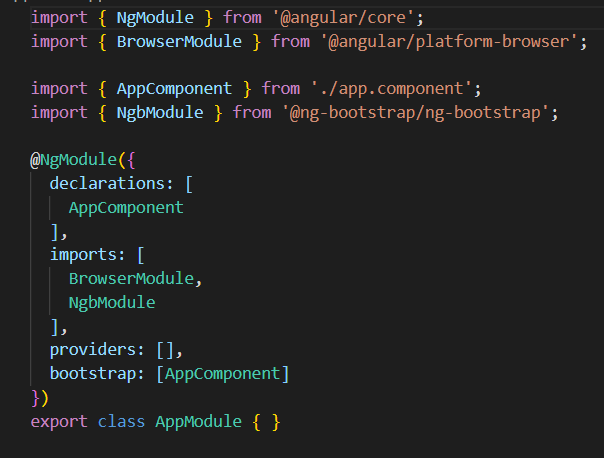 import { NgModule } from '@angular/core';
import { BrowserModule } from '@angular/platform-browser';
import { AppComponent } from './app.component';
import { NgbModule } from '@ng-bootstrap/ng-bootstrap';
@NgModule({
declarations: [
AppComponent
],
imports: [
BrowserModule,
NgbModule
],
providers: [],
bootstrap: [AppComponent]
})
export class AppModule { }